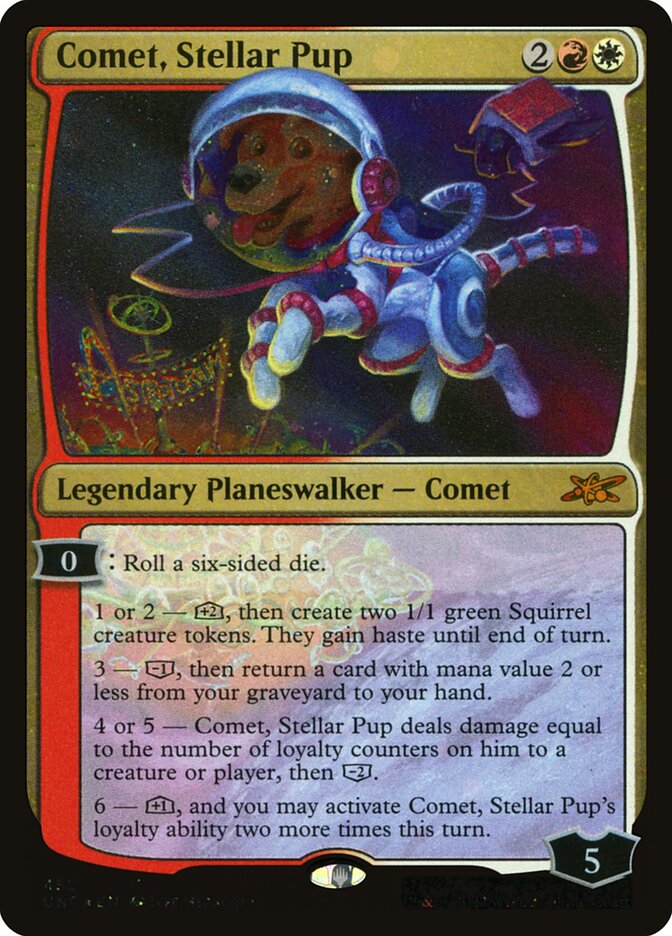 Comet, Stellar Pup 2
ASTROTORIUM
Legendary Planeswalker — Comet
0 : Roll a six-sided die.
1 or 2 — +2, then create two 1/1 green Squirrel
creature tokens. They gain haste until end of turn.
3 — -1, then return a card with mana value 2 or
less from your graveyard to your hand.
4 or 5 — Comet, Stellar Pup deals damage equal
to the number of loyalty counters on him to a
creature or player, then -2.
6 — +1, and you may activate Comet, Stellar Pup's
loyalty ability two more times this turn.
5
UNF EN